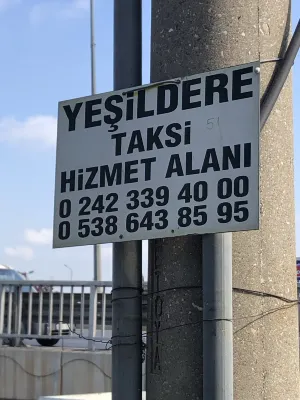 YEŞİLDERE
TAKSİ
HİZMET ALANI
0 242 339 40 00
0 538 643 85 95